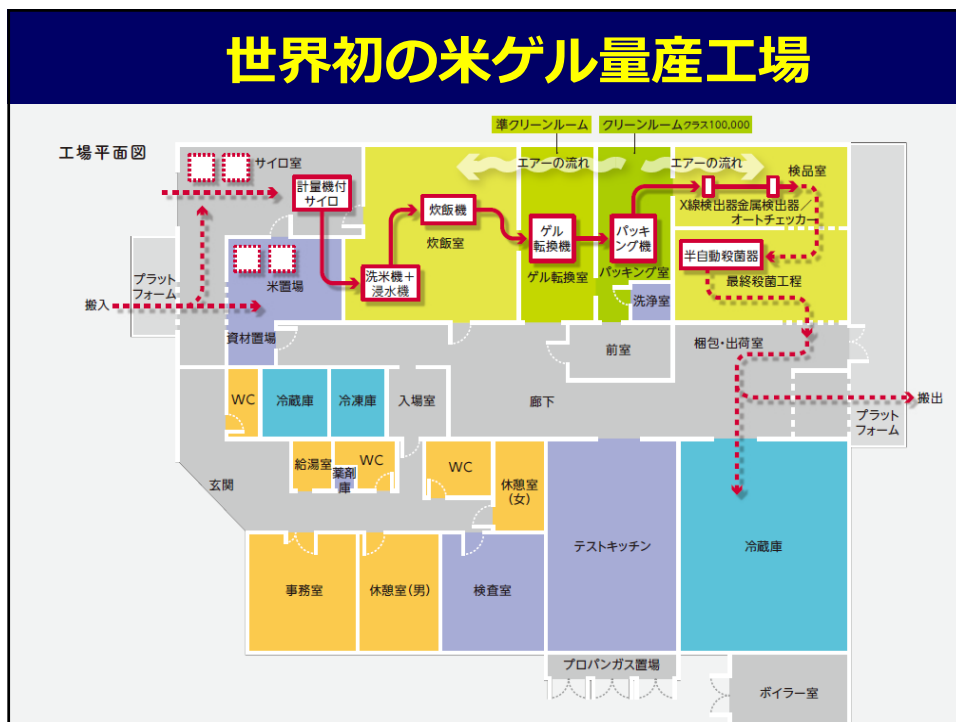 世界初の米ゲル量産工場
準クリーンルーム
クリーンルームクラス100,000
工場平面図
サイロ室
エアーの流れ
エアーの流れ
検品室
計量機付
サイロ
炊飯機
X線検出器金属検出器／
オートチェッカー
炊飯室
ゲル
転換機
パッキ
ング機
半自動殺菌器
プラット
フォーム
米置場
洗米機＋
浸水機
ゲル転換室
パッキング室
最終殺菌工程
搬入
洗浄室
資材置場
前室
梱包・出荷室
WC
冷蔵庫
冷凍庫
入場室
廊下
搬出
プラット
フォーム
給湯室
薬剤
庫
WC
WC
玄関
休憩室
(女)
テストキッチン
冷蔵庫
事務室
休憩室(男)
検査室
プロパンガス置場
ボイラー室